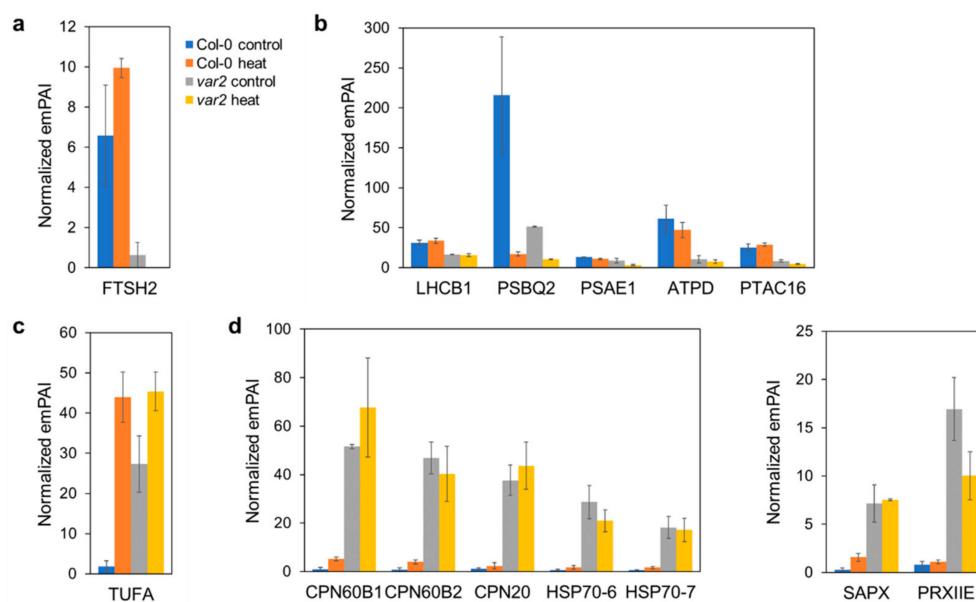 a
12
10
8
6
4
2
0
Normalized emPAI
FTSH2
Col-0 control
Col-0 heat
var2 control
var2 heat
b
300
250
200
150
100
50
0
Normalized emPAI
LHCB1 PSBQ2 PSAE1 ATPD PTAC16
c
60
50
40
30
20
10
0
Normalized emPAI
TUFA
d
100
80
60
40
20
0
Normalized emPAI
CPN60B1 CPN60B2 CPN20 HSP70-6 HSP70-7
25
20
15
10
5
0
Normalized emPAI
SAPX PRXIIE